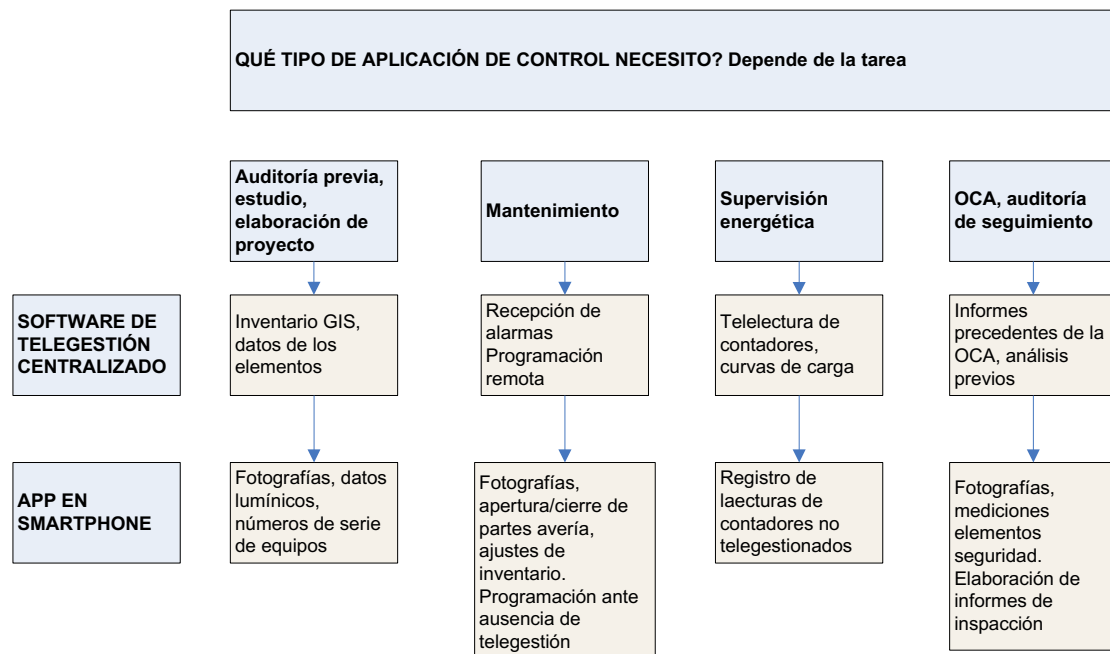 QUÉ TIPO DE APLICACIÓN DE CONTROL NECESITO? Depende de la tarea
Auditoría previa,
estudio,
elaboración de
proyecto
Mantenimiento
Supervisión
energética
OCA, auditoría
de seguimiento
SOFTWARE DE
TELEGESTIÓN
CENTRALIZADO
Inventario GIS,
datos de los
elementos
Recepción de
alarmas
Programación
remota
Telelectura de
contadores,
curvas de carga
Informes
precedentes de la
OCA, análisis
previos
APP EN
SMARTPHONE
Fotografías, datos
lumínicos,
números de serie
de equipos
Fotografías,
apertura/cierre de
partes avería,
ajustes de
inventario.
Programación ante
ausencia de
telegestión
Registro de
laecturas de
contadores no
telegestionados
Fotografías,
mediciones
elementos
seguridad.
Elaboración de
informes de
inspacción